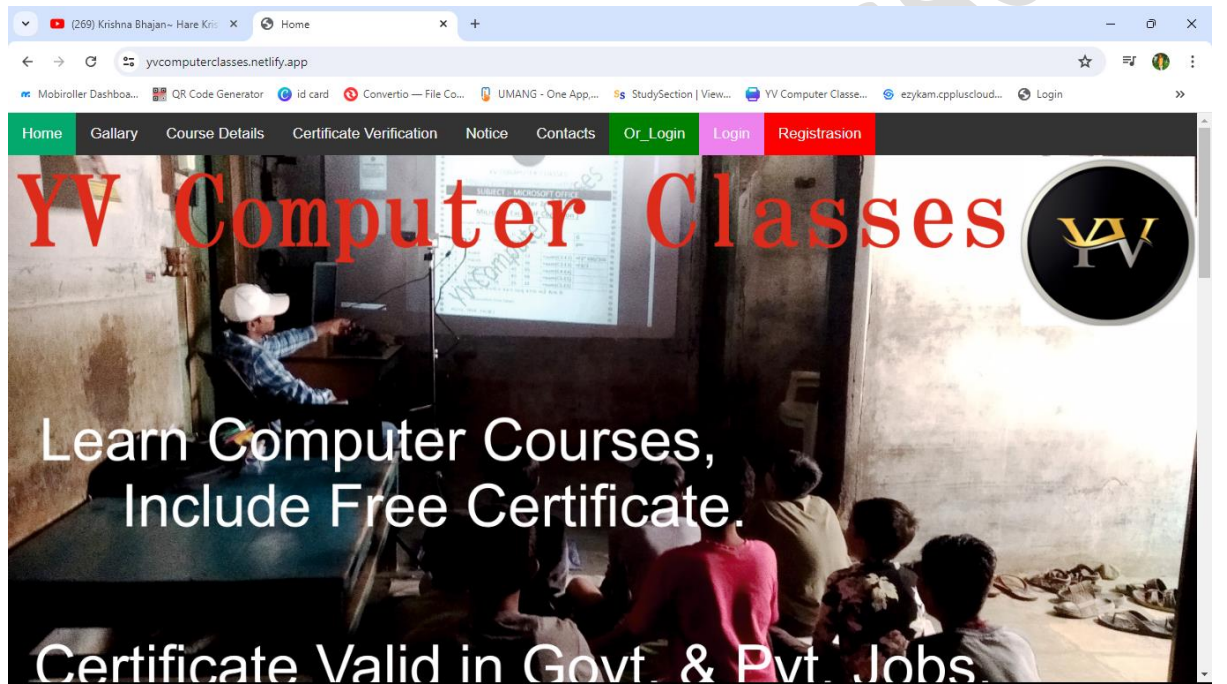 (269) Krishna Bhajan~ Hare Kris
Home
yvcomputerclasses.netlify.app
Mobiroller Dashboa... QR Code Generator id card Convertio — File Co... UMANG - One App,... SS StudySection | View... YV Computer Classe... ezykam.cppluscloud... Login
Home Gallary Course Details Certificate Verification Notice Contacts Or_Login Login Registrasion
YV Computer Classes
YV
SUBJECT :- MICROSOFT OFFICE
Learn Computer Courses,
Include Free Certificate.
Certificate Valid in Govt. & Pvt. Jobs.